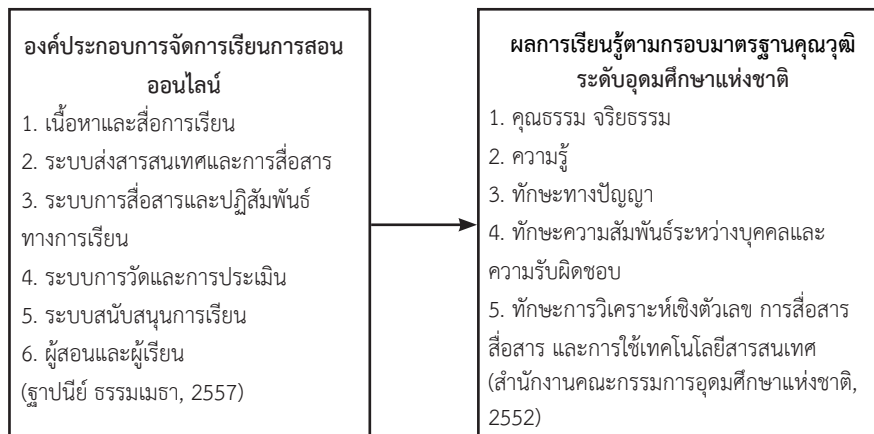 องค์ประกอบการจัดการเรียนการสอน
ออนไลน์
1. เนื้อหาและสื่อการเรียน
2. ระบบส่งสารสนเทศและการสื่อสาร
3. ระบบการสื่อสารและปฏิสัมพันธ์
ทางการเรียน
4. ระบบการวัดและการประเมิน
5. ระบบสนับสนุนการเรียน
6. ผู้สอนและผู้เรียน
(ฐาปนีย์ ธรรมเมธา, 2557)
ผลการเรียนรู้ตามกรอบมาตรฐานคุณวุฒิ
ระดับอุดมศึกษาแห่งชาติ
1. คุณธรรม จริยธรรม
2. ความรู้
3. ทักษะทางปัญญา
4. ทักษะความสัมพันธ์ระหว่างบุคคลและ
ความรับผิดชอบ
5. ทักษะการวิเคราะห์เชิงตัวเลข การสื่อสาร
สื่อสาร และการใช้เทคโนโลยีสารสนเทศ
(สำนักงานคณะกรรมการอุดมศึกษาแห่งชาติ,
2552)